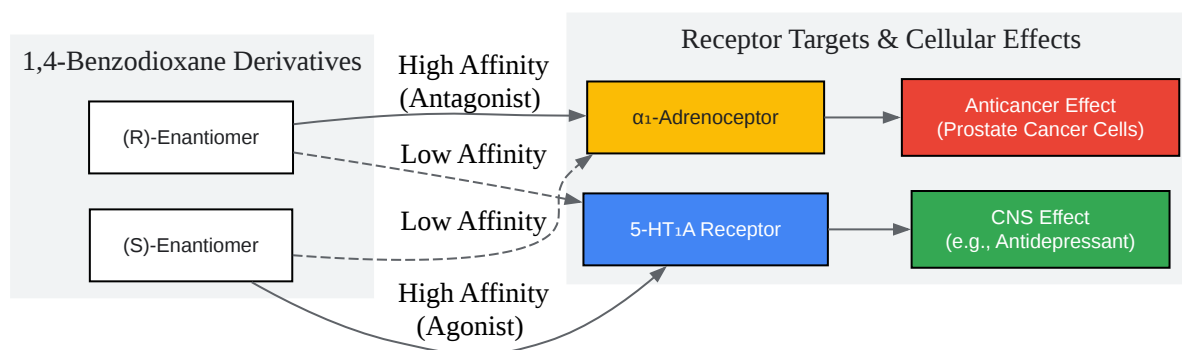 1,4-Benzodioxane Derivatives
(R)-Enantiomer
(S)-Enantiomer
High Affinity
(Antagonist)
Low Affinity
Low Affinity
High Affinity
(Agonist)
Receptor Targets & Cellular Effects
α₁-Adrenoceptor
Anticancer Effect
(Prostate Cancer Cells)
5-HT₁A Receptor
CNS Effect
(e.g., Antidepressant)